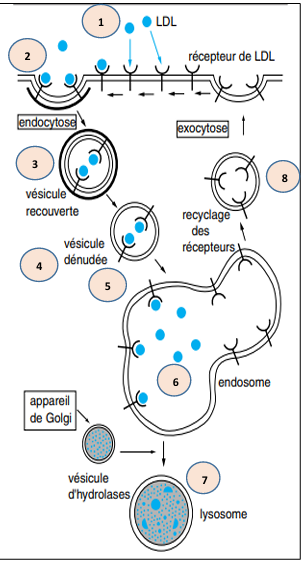 1
LDL
2
récepteur de LDL
endocytose
exocytose
3
8
vésicule
recouverte
recyclage
des
récepteurs
vésicule
dénudée
4
5
6
endosome
appareil
de Golgi
vésicule
d'hydrolases
7
lysosome